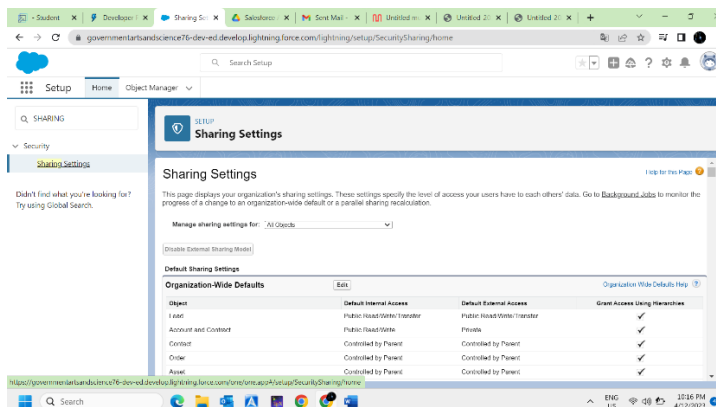 - Student
Developer
Sharing Se
Salesforce
Sent Mail -
Untitled m
Untitled 20
Untitled 20
governmentartsandscience76-dev-ed.develop.lightning.force.com/lightning/setup/SecuritySharing/home
Search Setup
Setup
Home
Object Manager
SHARING
SETUP
Sharing Settings
Security
Sharing Settings
Didn't find what you're looking for?
Try using Global Search.
Sharing Settings
Help for this Page
This page displays your organization's sharing settings. These settings specify the level of access your users have to each others' data. Go to Background Jobs to monitor the
progress of a change to an organization-wide default or a parallel sharing recalculation.
Manage sharing settings for: All Objects
Disable External Sharing Model
Default Sharing Settings
Organization-Wide Defaults Edit Organization-Wide Defaults Help
Object Default Internal Access Default External Access Grant Access Using Hierarchies
Lead Public Read/Write/Transfer Public Read/Write/Transfer ✓
Account and Contract Public Read/Write Private ✓
Contact Controlled by Parent Controlled by Parent ✓
Order Controlled by Parent Controlled by Parent ✓
Asset Controlled by Parent Controlled by Parent ✓
https://governmentartsandscience76-dev-ed.develop.lightning.force.com/one/one.app#/setup/SecuritySharing/home
Search
ENG
US
10:16 PM
4/12/2023